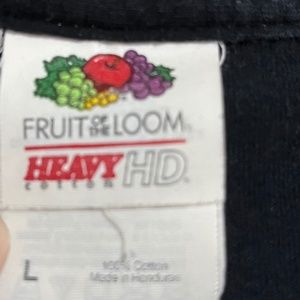 FRUIT OF THE LOOM®
HEAVY HD®
COTTON
L
100% Cotton
Made in Honduras